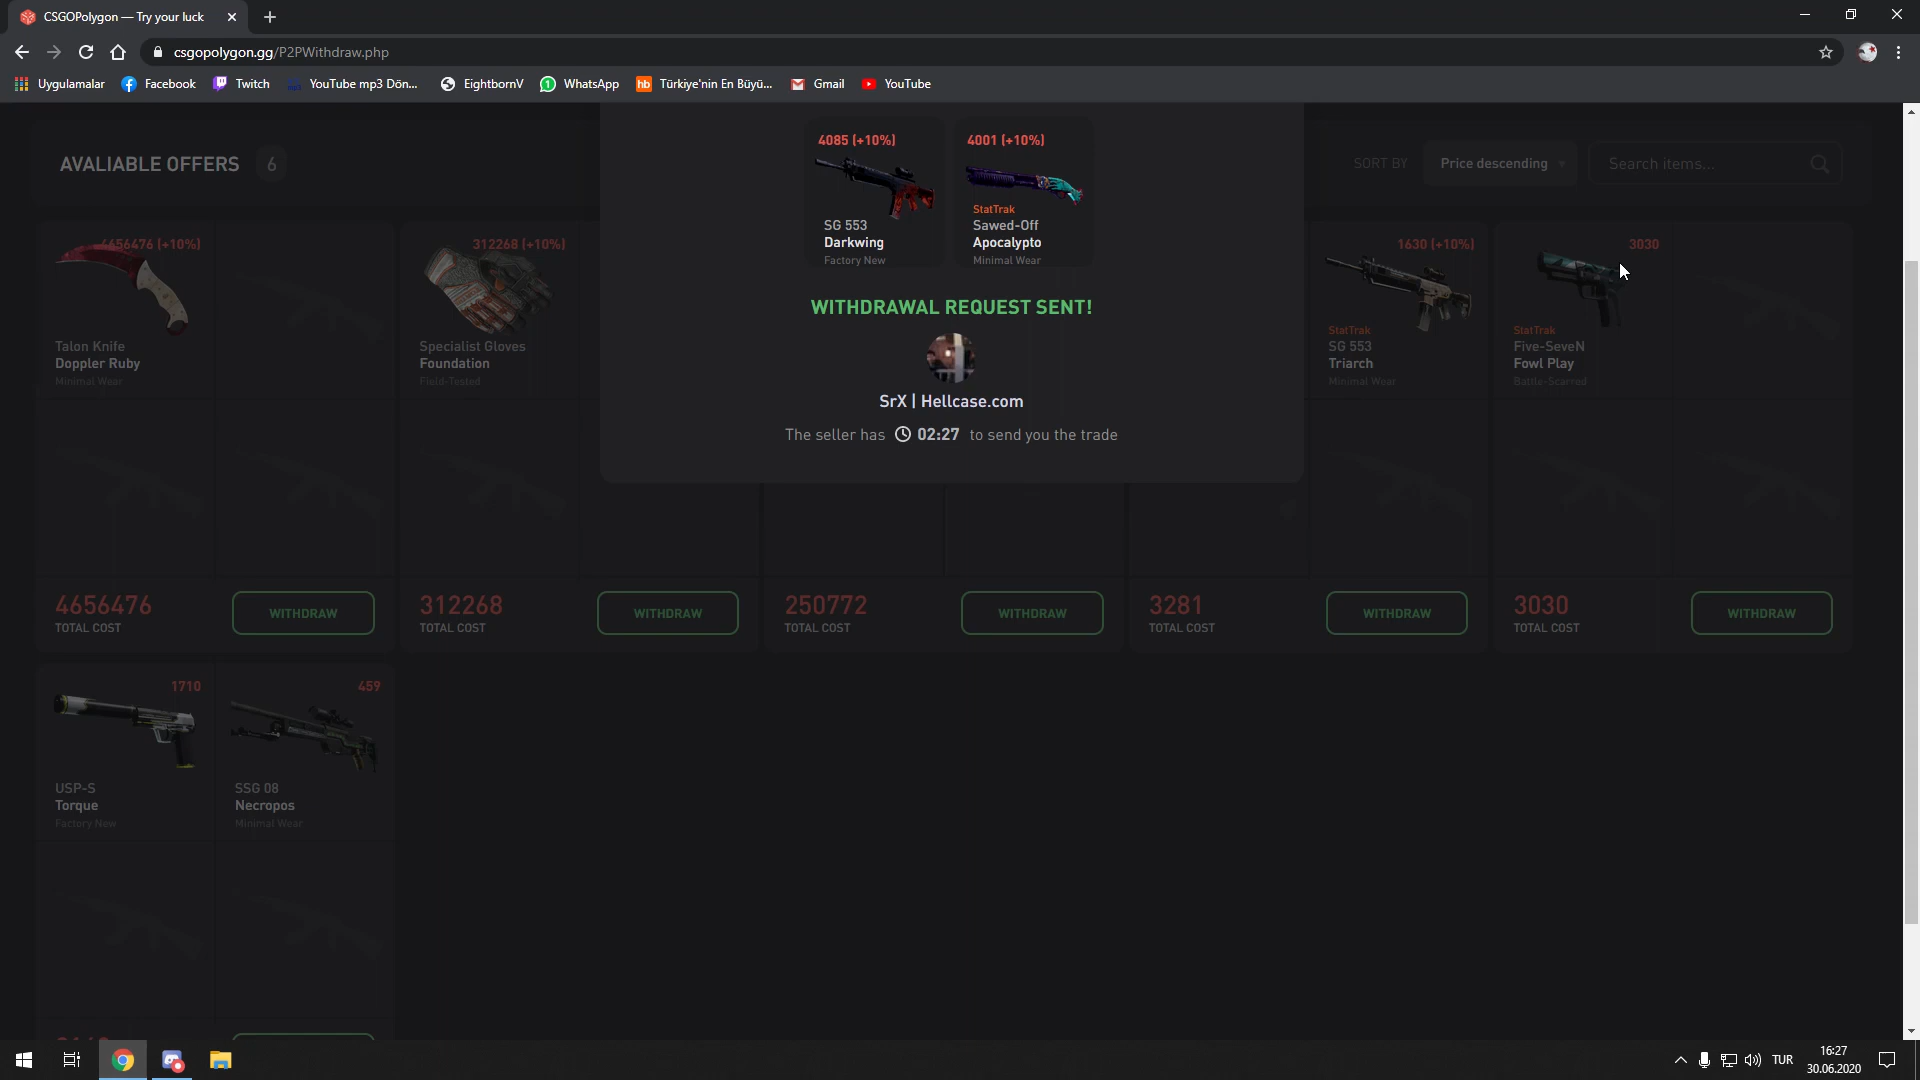 CSGOPolygon — Try your luck
csgopolygon.gg/P2PWithdraw.php
Uygulamalar
Facebook
Twitch
YouTube mp3 Dön...
EightbornV
WhatsApp
hb
Türkiye'nin En Büyü...
Gmail
YouTube
AVALIABLE OFFERS 6
SORT BY
Price descending
Search items...
4085 (+10%)
SG 553
Darkwing
Factory New
4001 (+10%)
StatTrak
Sawed-Off
Apocalypto
Minimal Wear
WITHDRAWAL REQUEST SENT!
SrX | Hellcase.com
The seller has 02:27 to send you the trade
4656476 (+10%)
Talon Knife
Doppler Ruby
Minimal Wear
4656476
TOTAL COST
WITHDRAW
312268 (+10%)
Specialist Gloves
Foundation
Field-Tested
312268
TOTAL COST
WITHDRAW
250772
TOTAL COST
WITHDRAW
1630 (+10%)
StatTrak
SG 553
Triarch
Minimal Wear
3281
TOTAL COST
WITHDRAW
3030
StatTrak
Five-SeveN
Fowl Play
Battle-Scarred
3030
TOTAL COST
WITHDRAW
1710
USP-S
Torque
Factory New
459
SSG 08
Necropos
Minimal Wear
TUR
16:27
30.06.2020